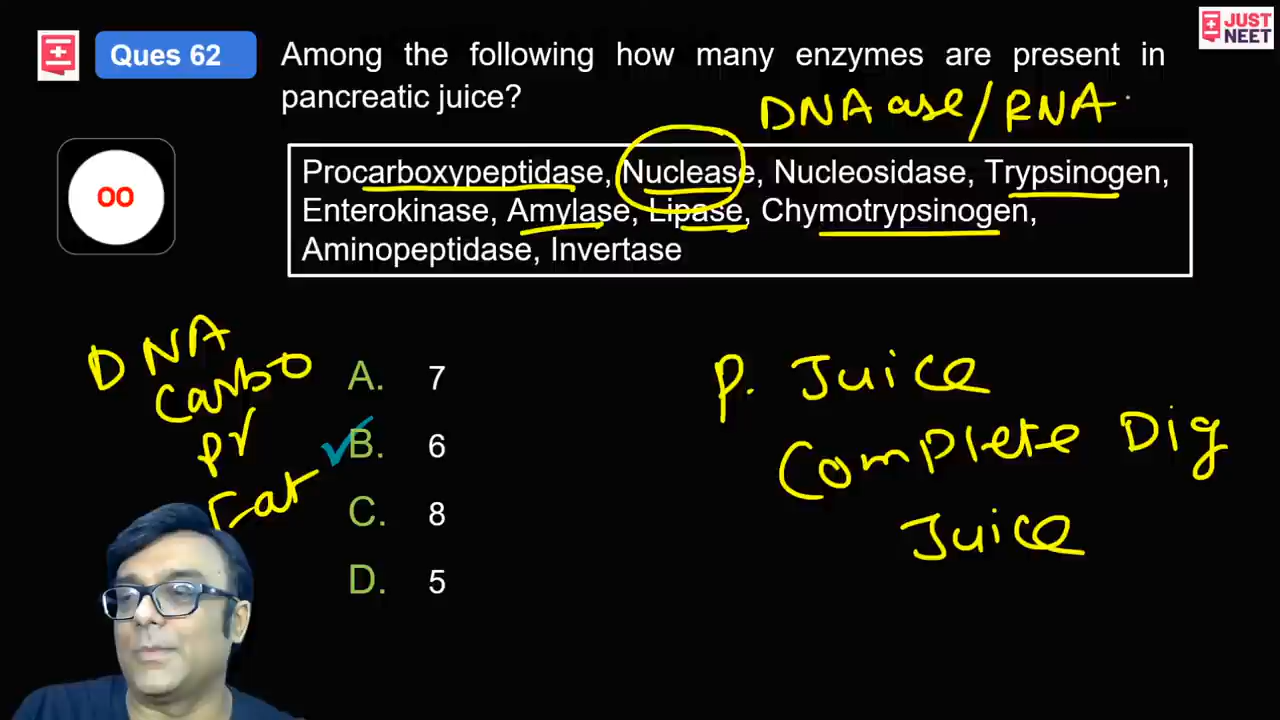 JUST
NEET
Ques 62
Among the following how many enzymes are present in
pancreatic juice?
DNA ase/RNA
00
Procarboxypeptidase, Nuclease, Nucleosidase, Trypsinogen,
Enterokinase, Amylase, Lipase, Chymotrypsinogen,
Aminopeptidase, Invertase
DNA
Carbo
pr
Fat
A. 7
B. 6
C. 8
D. 5
P. Juice
Complete Dig
Juice